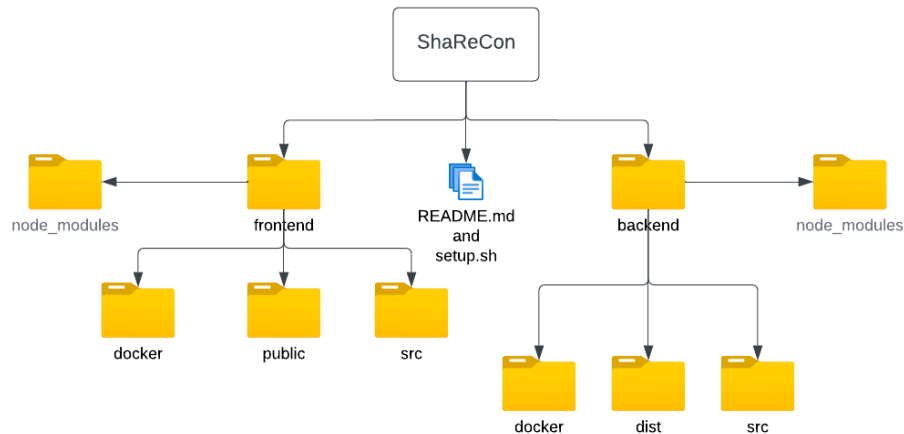 ShaReCon
node_modules
frontend
README.md
and
setup.sh
backend
node_modules
docker
public
src
docker
dist
src